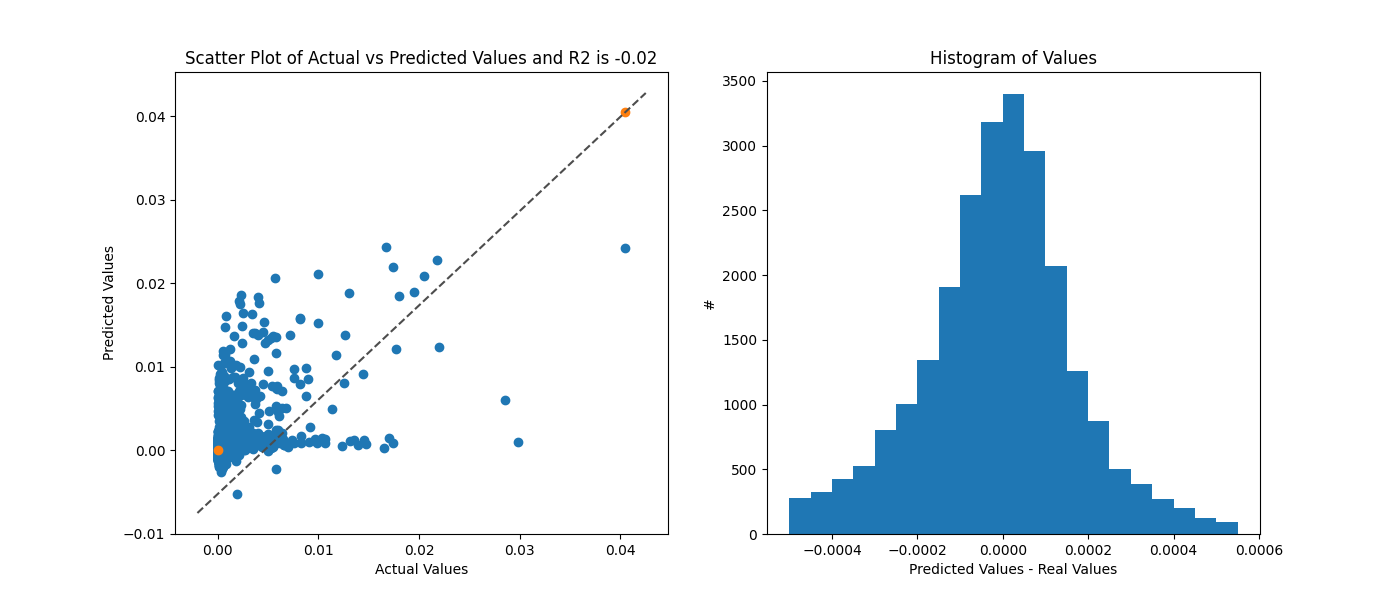 Scatter Plot of Actual vs Predicted Values and R2 is -0.02
Predicted Values
0.04
0.03
0.02
0.01
0.00
−0.01
0.00 0.01 0.02 0.03 0.04
Actual Values
Histogram of Values
#
3500
3000
2500
2000
1500
1000
500
0
−0.0004 −0.0002 0.0000 0.0002 0.0004 0.0006
Predicted Values - Real Values